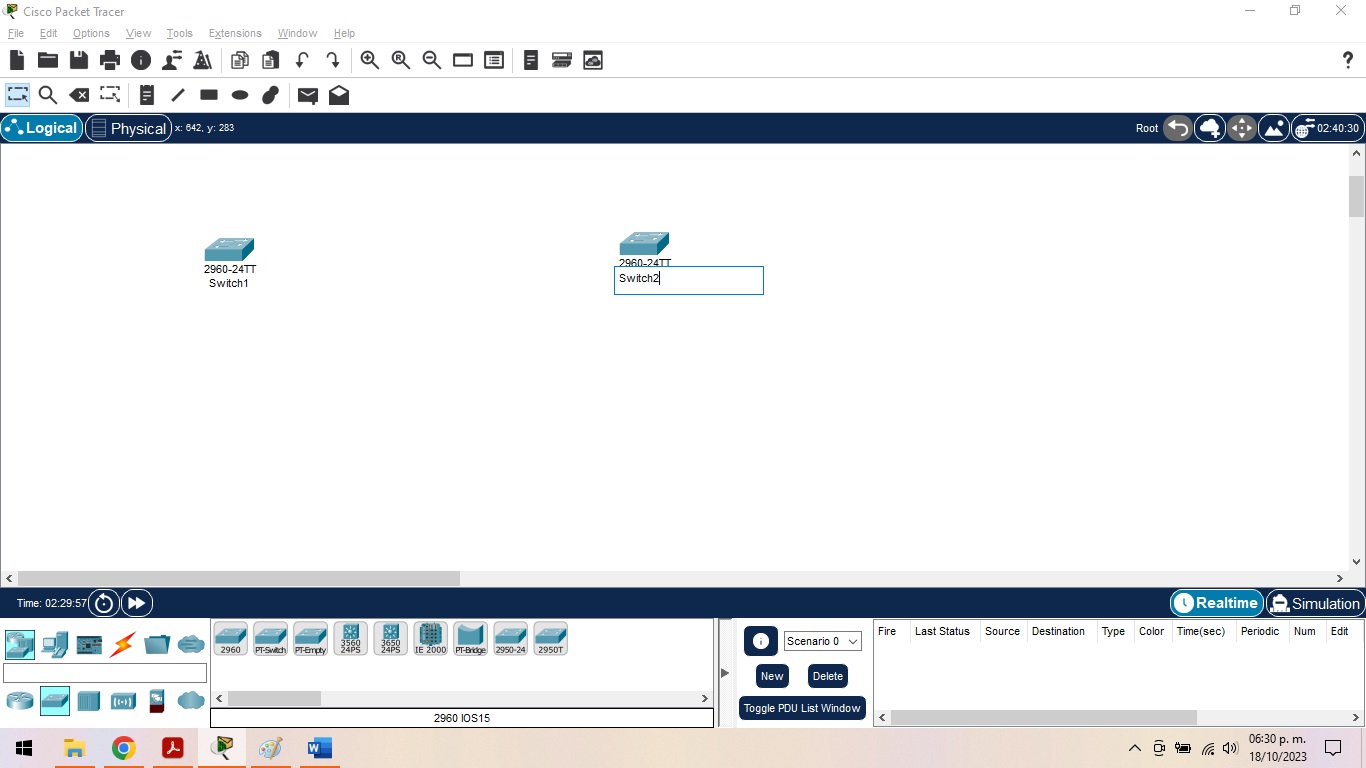 Cisco Packet Tracer
File Edit Options View Tools Extensions Window Help
Logical Physical x: 642, y: 283 Root 02:40:30
2960-24TT
Switch1
2960-24TT
Switch2
Time: 02:29:57 Realtime Simulation
2960 PT-Switch PT-Empty 3560 24PS 3650 24PS IE 2000 PT-Bridge 2950-24 2950T
2960 IOS15
Scenario 0
New Delete
Toggle PDU List Window
Fire Last Status Source Destination Type Color Time(sec) Periodic Num Edit
06:30 p. m.
18/10/2023